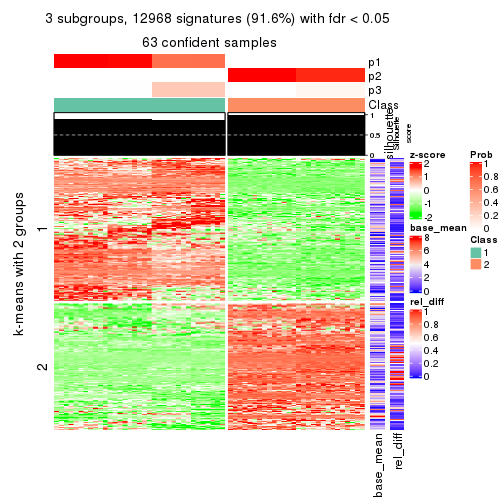 3 subgroups, 12968 signatures (91.6%) with fdr < 0.05
63 confident samples
p1
p2
p3
Class
silhouette
Silhouette
score
1
0.5
0
k-means with 2 groups
1
2
base_mean
rel_diff
z-score
2
1
0
-1
-2
base_mean
8
6
4
2
0
rel_diff
1
0.8
0.6
0.4
0.2
0
Prob
1
0.8
0.6
0.4
0.2
0
Class
1
2